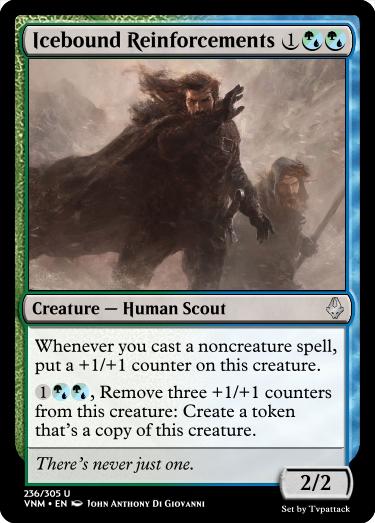 Icebound Reinforcements 1
Creature — Human Scout
Whenever you cast a noncreature spell,
put a +1/+1 counter on this creature.
1, Remove three +1/+1 counters
from this creature: Create a token
that's a copy of this creature.
There's never just one.
2/2
236/305 U
VNM • EN John Anthony Di Giovanni
Set by Tvpattack